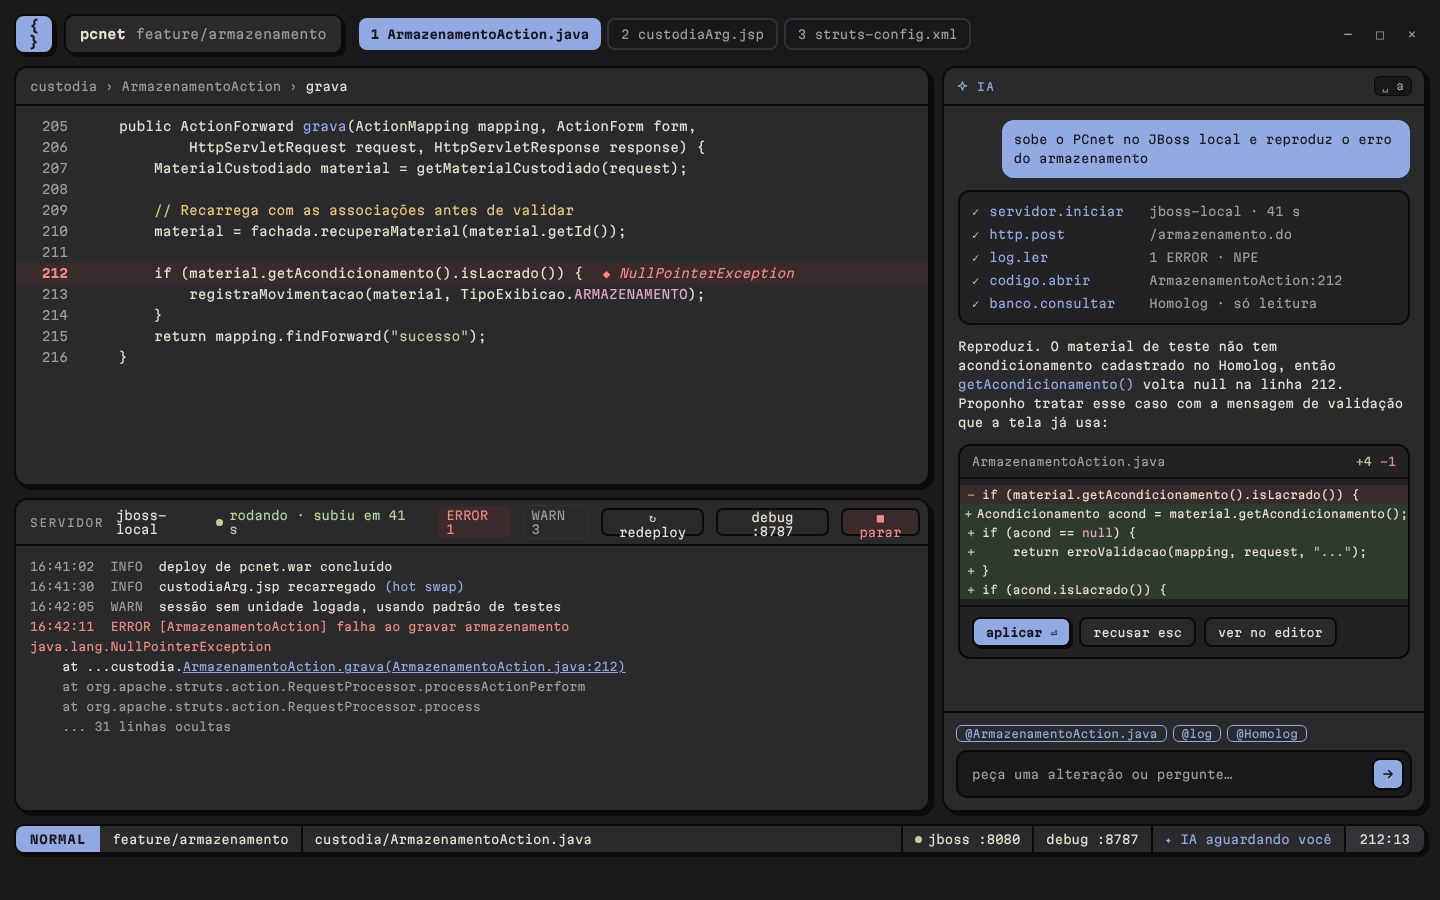 { }
pcnet feature/armazenamento
1 ArmazenamentoAction.java
2 custodiaArg.jsp
3 struts-config.xml
− □ ×
custodia › ArmazenamentoAction › grava
205 public ActionForward grava(ActionMapping mapping, ActionForm form,
206 HttpServletRequest request, HttpServletResponse response) {
207 MaterialCustodiado material = getMaterialCustodiado(request);
208
209 // Recarrega com as associações antes de validar
210 material = fachada.recuperaMaterial(material.getId());
211
212 if (material.getAcondicionamento().isLacrado()) { ◆ NullPointerException
213 registraMovimentacao(material, TipoExibicao.ARMAZENAMENTO);
214 }
215 return mapping.findForward("sucesso");
216 }
SERVIDOR
jboss-
local
● rodando · subiu em 41
s
ERROR
1
WARN
3
↻
redeploy
debug
:8787
■
parar
16:41:02 INFO deploy de pcnet.war concluído
16:41:30 INFO custodiaArg.jsp recarregado (hot swap)
16:42:05 WARN sessão sem unidade logada, usando padrão de testes
16:42:11 ERROR [ArmazenamentoAction] falha ao gravar armazenamento
java.lang.NullPointerException
at ...custodia.ArmazenamentoAction.grava(ArmazenamentoAction.java:212)
at org.apache.struts.action.RequestProcessor.processActionPerform
at org.apache.struts.action.RequestProcessor.process
... 31 linhas ocultas
✧ IA
␣ a
sobe o PCnet no JBoss local e reproduz o erro
do armazenamento
✓ servidor.iniciar jboss-local · 41 s
✓ http.post /armazenamento.do
✓ log.ler 1 ERROR · NPE
✓ codigo.abrir ArmazenamentoAction:212
✓ banco.consultar Homolog · só leitura
Reproduzi. O material de teste não tem
acondicionamento cadastrado no Homolog, então
getAcondicionamento() volta null na linha 212.
Proponho tratar esse caso com a mensagem de validação
que a tela já usa:
ArmazenamentoAction.java +4 −1
− if (material.getAcondicionamento().isLacrado()) {
+ Acondicionamento acond = material.getAcondicionamento();
+ if (acond == null) {
+ return erroValidacao(mapping, request, "...");
+ }
+ if (acond.isLacrado()) {
aplicar ⏎
recusar esc
ver no editor
@ArmazenamentoAction.java
@log
@Homolog
peça uma alteração ou pergunte…
→
NORMAL
feature/armazenamento
custodia/ArmazenamentoAction.java
● jboss :8080
debug :8787
✦ IA aguardando você
212:13